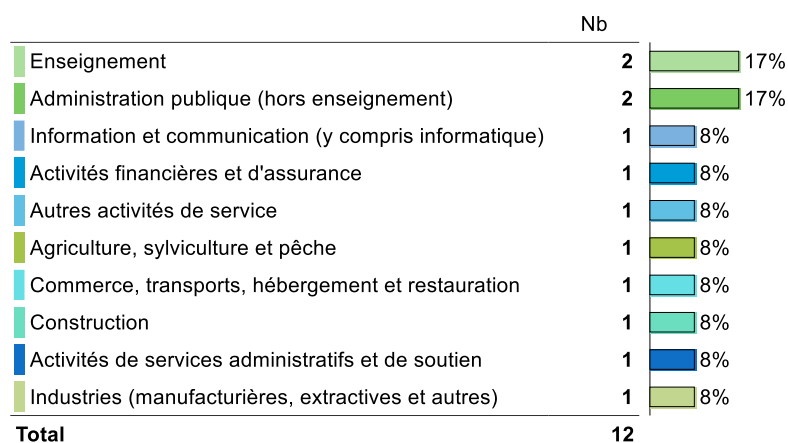 Nb
Enseignement 2 17%
Administration publique (hors enseignement) 2 17%
Information et communication (y compris informatique) 1 8%
Activités financières et d'assurance 1 8%
Autres activités de service 1 8%
Agriculture, sylviculture et pêche 1 8%
Commerce, transports, hébergement et restauration 1 8%
Construction 1 8%
Activités de services administratifs et de soutien 1 8%
Industries (manufacturières, extractives et autres) 1 8%
Total 12